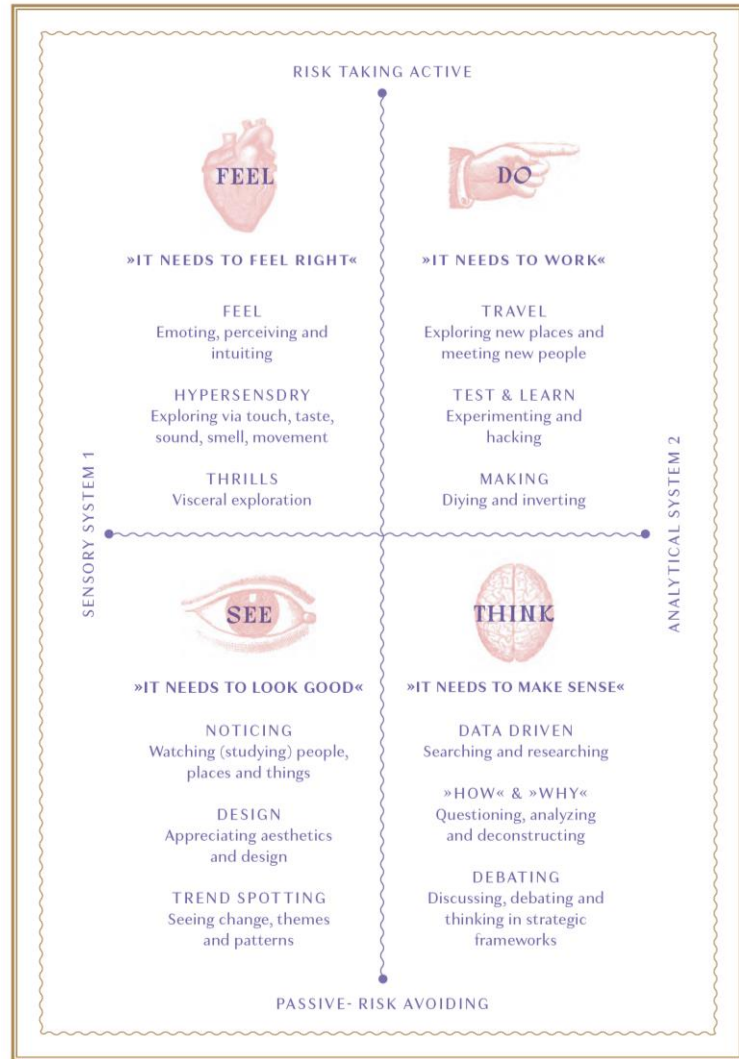 RISK TAKING ACTIVE
FEEL
»IT NEEDS TO FEEL RIGHT«
FEEL
Emoting, perceiving and
intuiting
HYPERSENSDRY
Exploring via touch, taste,
sound, smell, movement
THRILLS
Visceral exploration
DO
»IT NEEDS TO WORK«
TRAVEL
Exploring new places and
meeting new people
TEST & LEARN
Experimenting and
hacking
MAKING
Diying and inverting
SENSORY SYSTEM 1
ANALYTICAL SYSTEM 2
SEE
»IT NEEDS TO LOOK GOOD«
NOTICING
Watching (studying) people,
places and things
DESIGN
Appreciating aesthetics
and design
TREND SPOTTING
Seeing change, themes
and patterns
THINK
»IT NEEDS TO MAKE SENSE«
DATA DRIVEN
Searching and researching
»HOW« & »WHY«
Questioning, analyzing
and deconstructing
DEBATING
Discussing, debating and
thinking in strategic
frameworks
PASSIVE- RISK AVOIDING